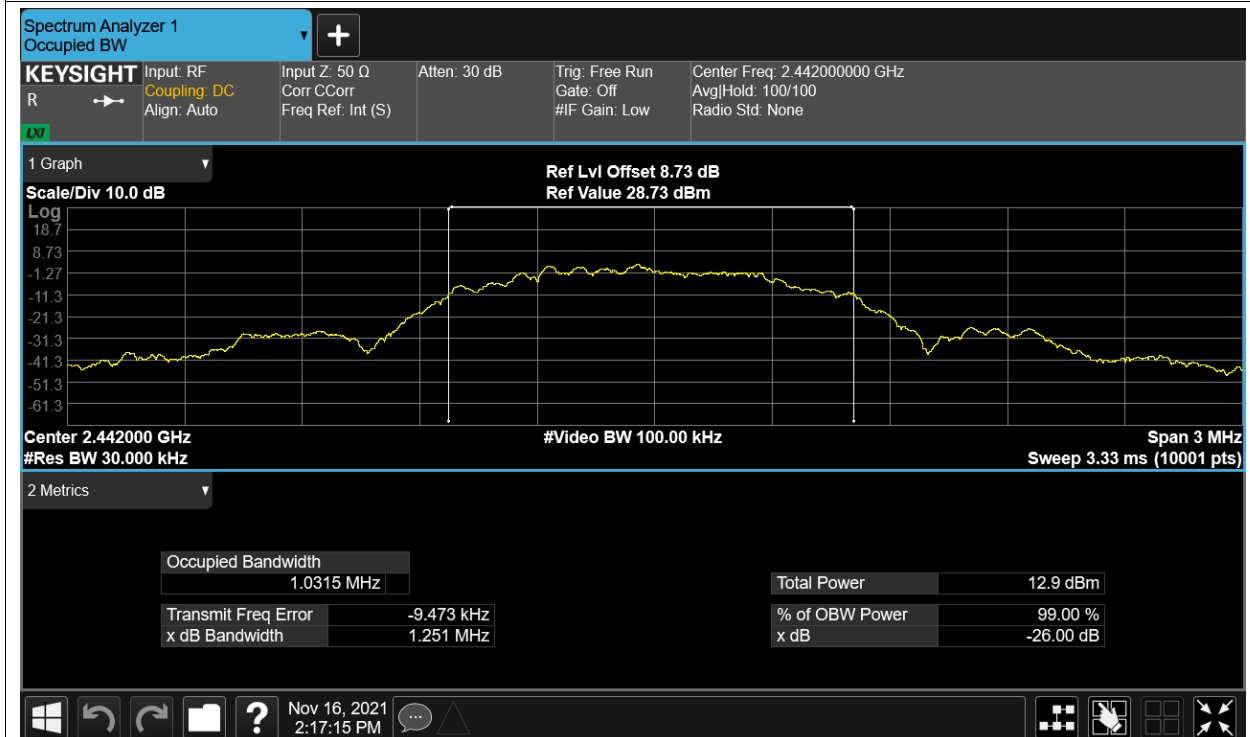 Spectrum Analyzer 1
Occupied BW
+
KEYSIGHT
R
LXI
Input: RF
Coupling: DC
Align: Auto
Input Z: 50 Ω
Corr CCorr
Freq Ref: Int (S)
Atten: 30 dB
Trig: Free Run
Gate: Off
#IF Gain: Low
Center Freq: 2.442000000 GHz
Avg|Hold: 100/100
Radio Std: None
1 Graph
Scale/Div 10.0 dB
Ref Lvl Offset 8.73 dB
Ref Value 28.73 dBm
Log
18.7
8.73
-1.27
-11.3
-21.3
-31.3
-41.3
-51.3
-61.3
Center 2.442000 GHz
#Res BW 30.000 kHz
#Video BW 100.00 kHz
Span 3 MHz
Sweep 3.33 ms (10001 pts)
2 Metrics
Occupied Bandwidth
1.0315 MHz
Transmit Freq Error -9.473 kHz
x dB Bandwidth 1.251 MHz
Total Power 12.9 dBm
% of OBW Power 99.00 %
x dB -26.00 dB
?
Nov 16, 2021
2:17:15 PM